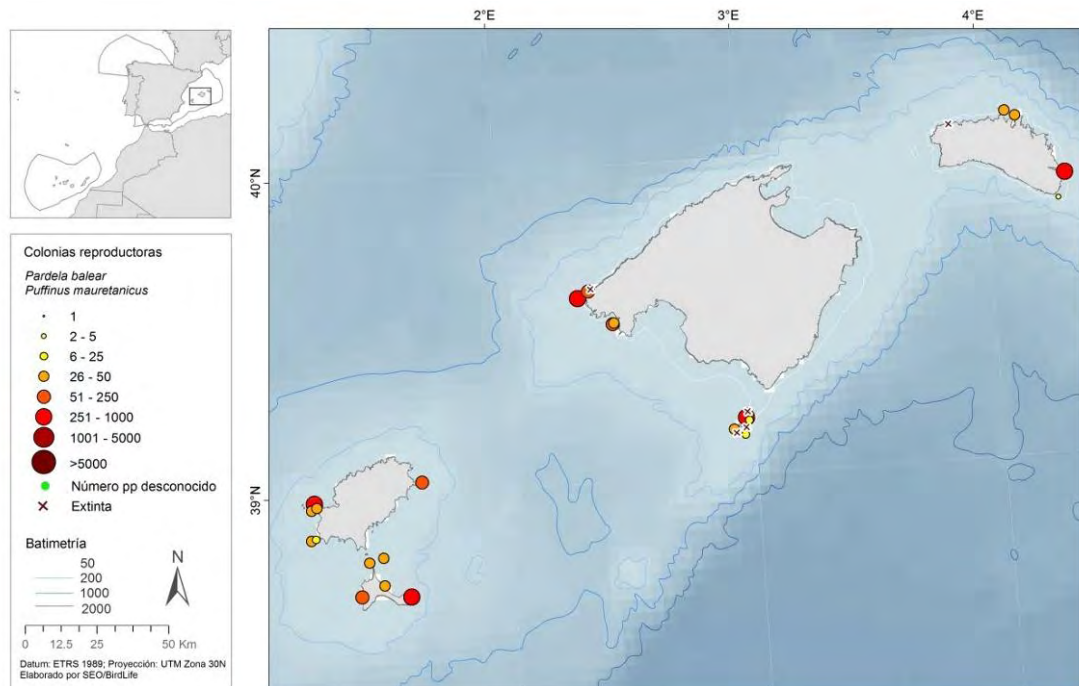 2°E
3°E
4°E
40°N
39°N
Colonias reproductoras
Pardela balear
Puffinus mauretanicus
1
2 - 5
6 - 25
26 - 50
51 - 250
251 - 1000
1001 - 5000
>5000
Número pp desconocido
Extinta
Batimetría
50
200
1000
2000
N
0 12.5 25 50 Km
Datum: ETRS 1989; Proyección: UTM Zona 30N
Elaborado por SEO/BirdLife